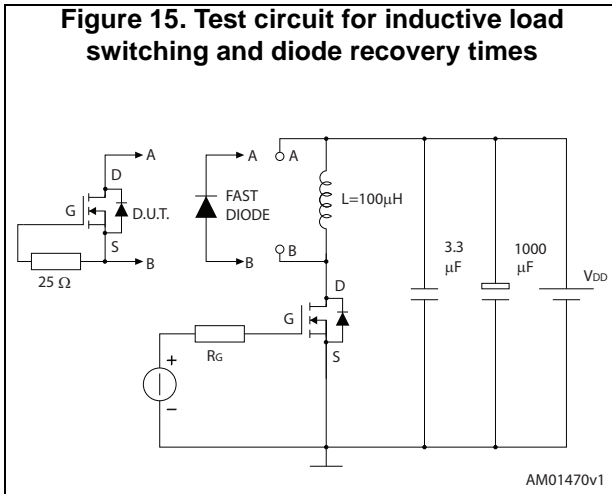 Figure 15. Test circuit for inductive load
switching and diode recovery times
A
D
G
D.U.T.
S
B
25 Ω
A
FAST
DIODE
B
A
L=100μH
B
D
G
S
RG
+
–
3.3
μF
1000
μF
VDD
AM01470v1